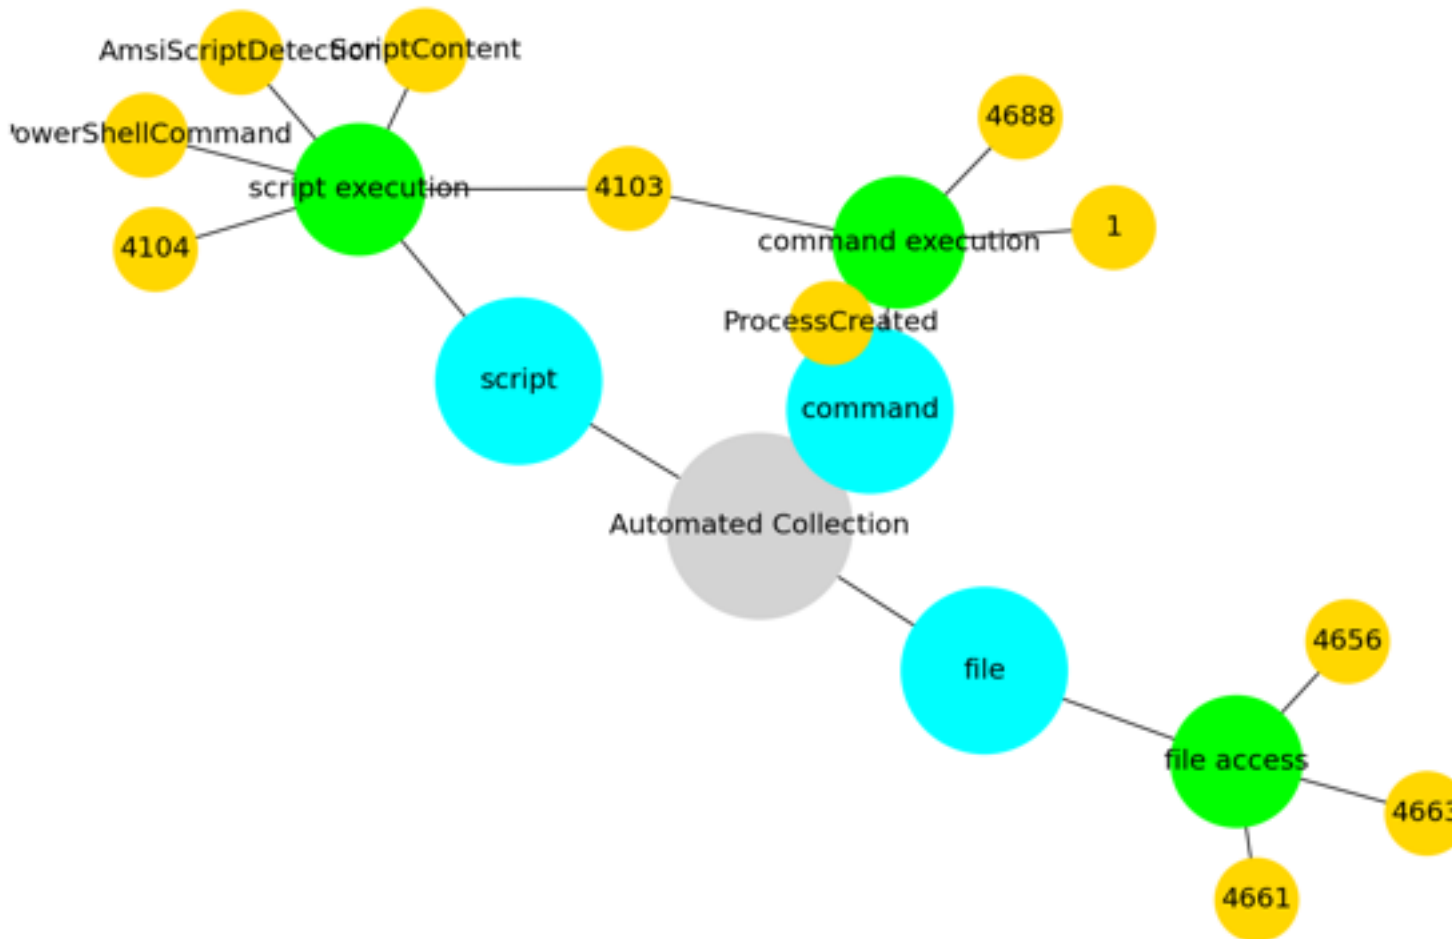 AmsiScriptDetection
ScriptContent
PowerShellCommand
4688
script execution
4103
4104
command execution
1
ProcessCreated
script
command
Automated Collection
4656
file
file access
4663
4661